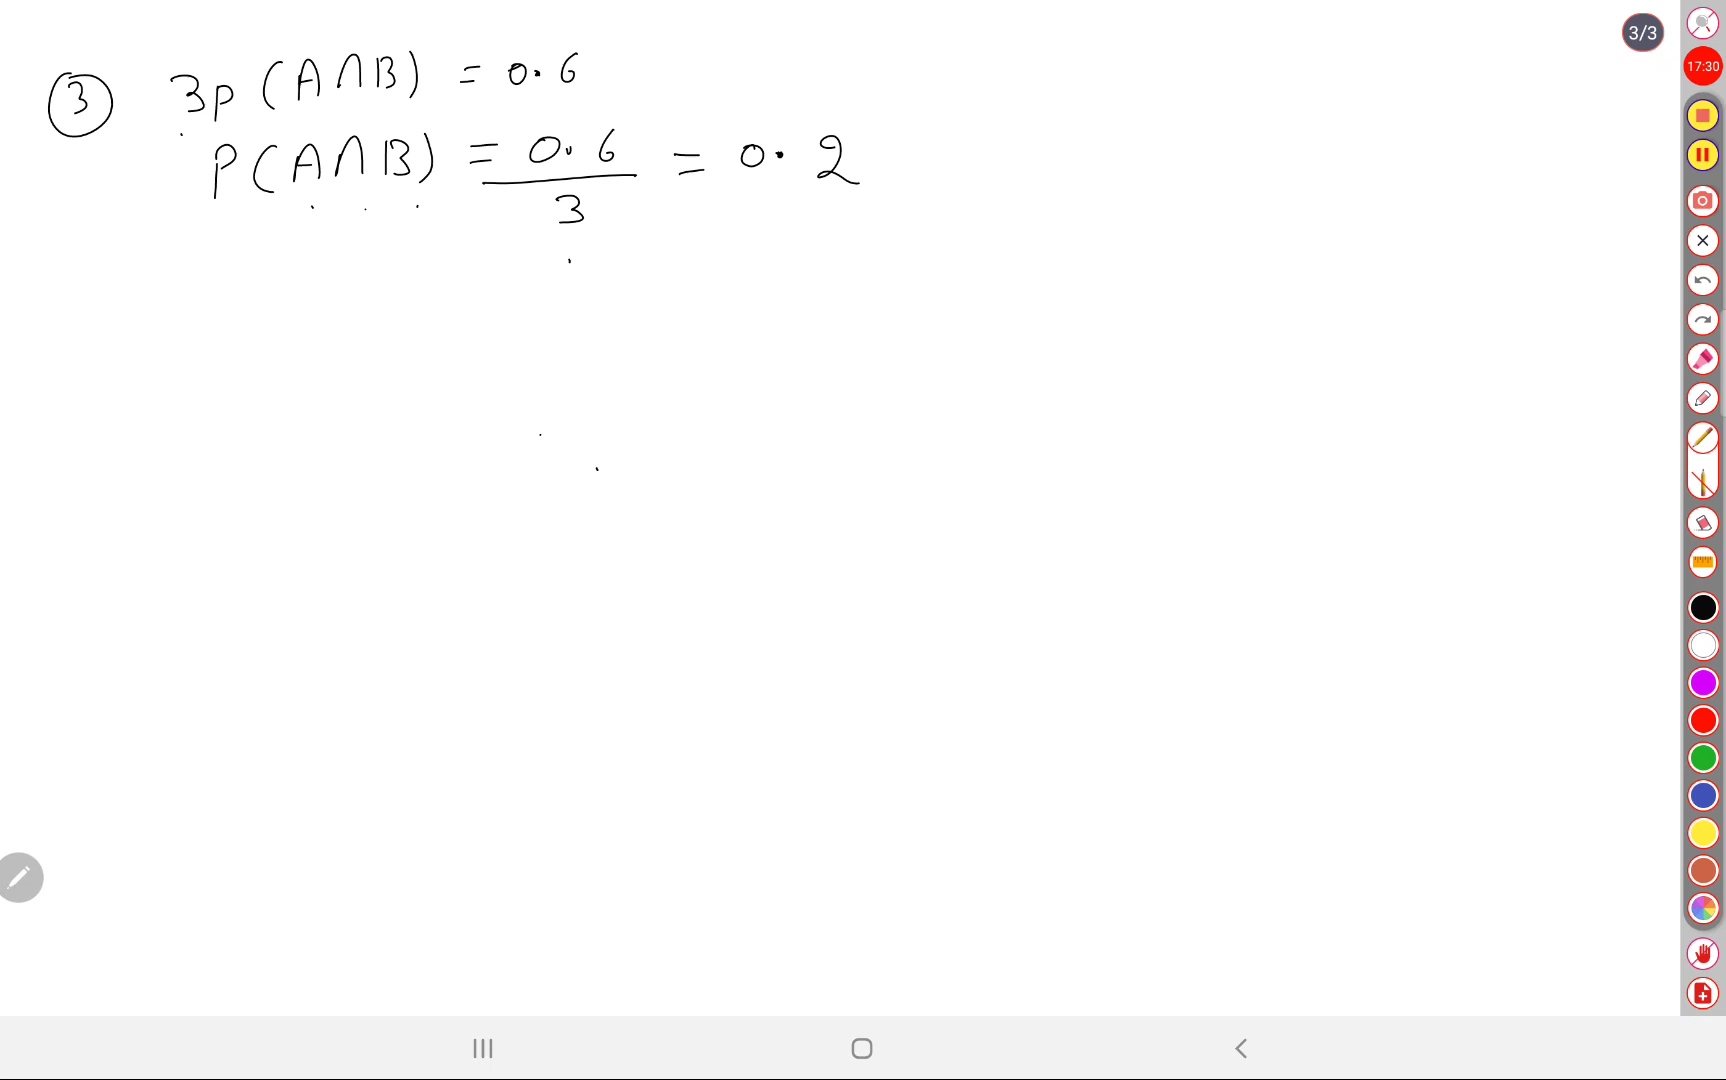 3/3
17:30
③ 3p (A∩B) = 0.6
P(A∩B) = 0.6/3 = 0.2